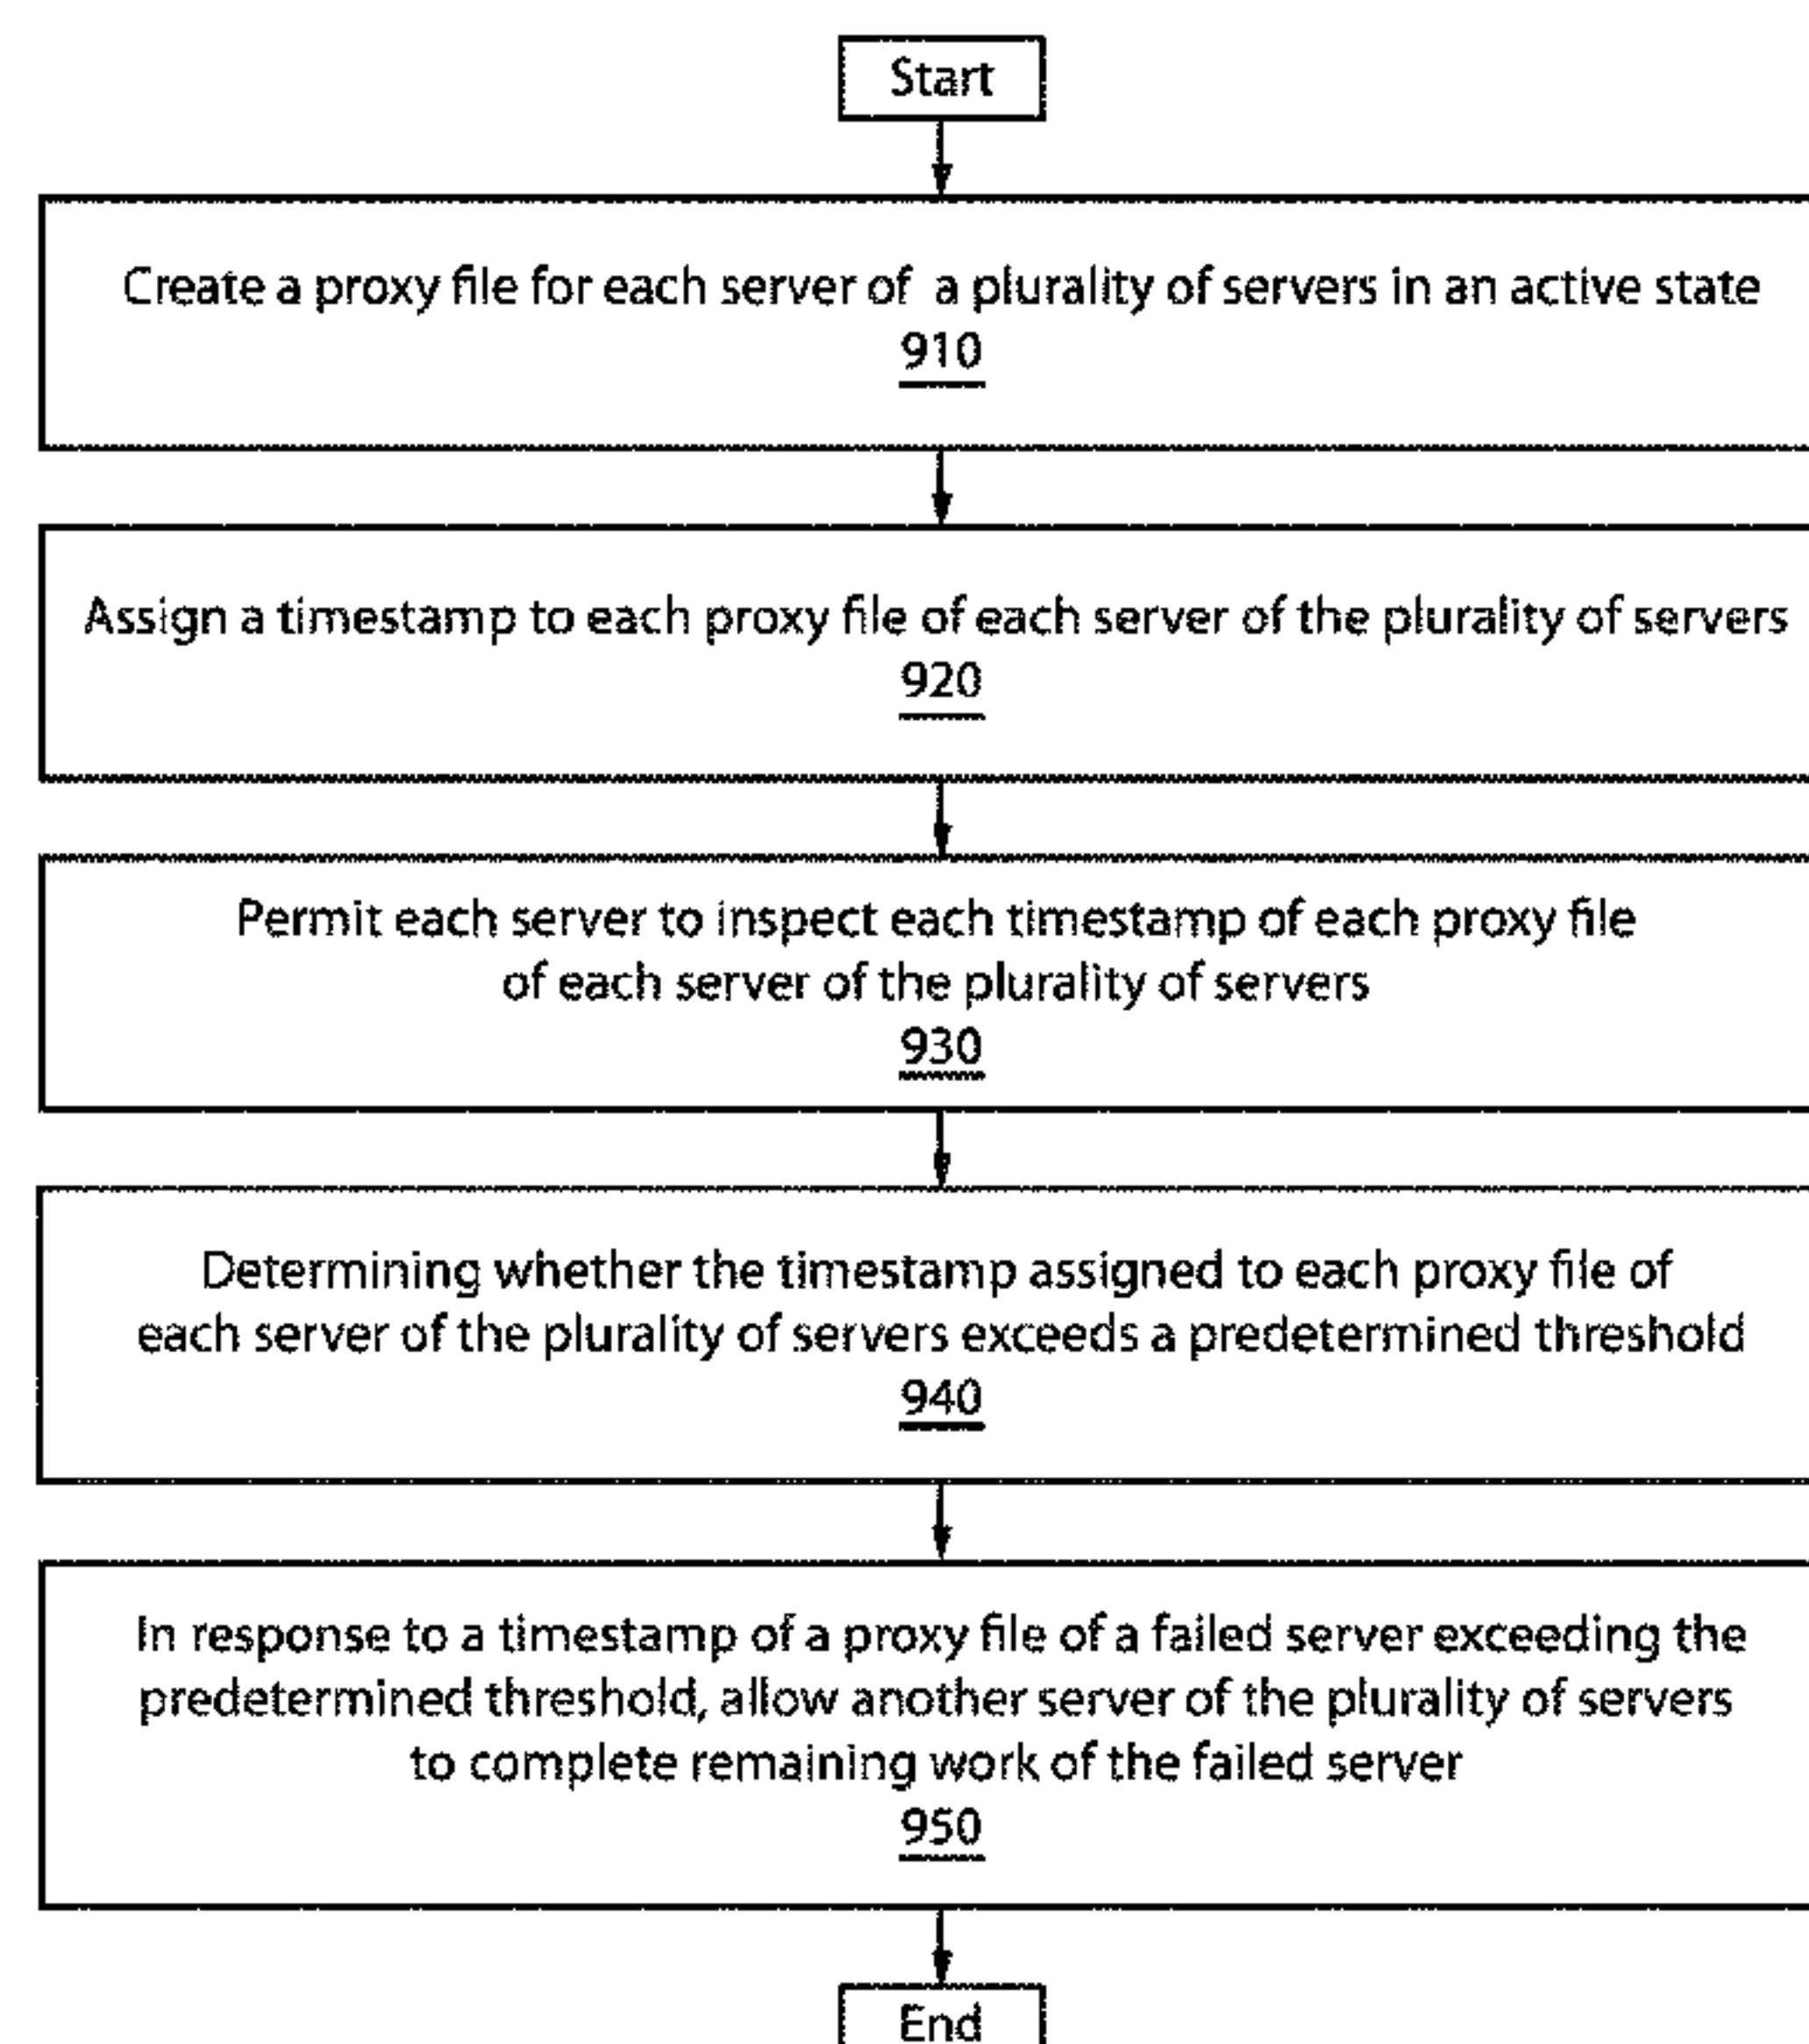 Start
Create a proxy file for each server of a plurality of servers in an active state
910
Assign a timestamp to each proxy file of each server of the plurality of servers
920
Permit each server to inspect each timestamp of each proxy file
of each server of the plurality of servers
930
Determining whether the timestamp assigned to each proxy file of
each server of the plurality of servers exceeds a predetermined threshold
940
In response to a timestamp of a proxy file of a failed server exceeding the
predetermined threshold, allow another server of the plurality of servers
to complete remaining work of the failed server
950
End